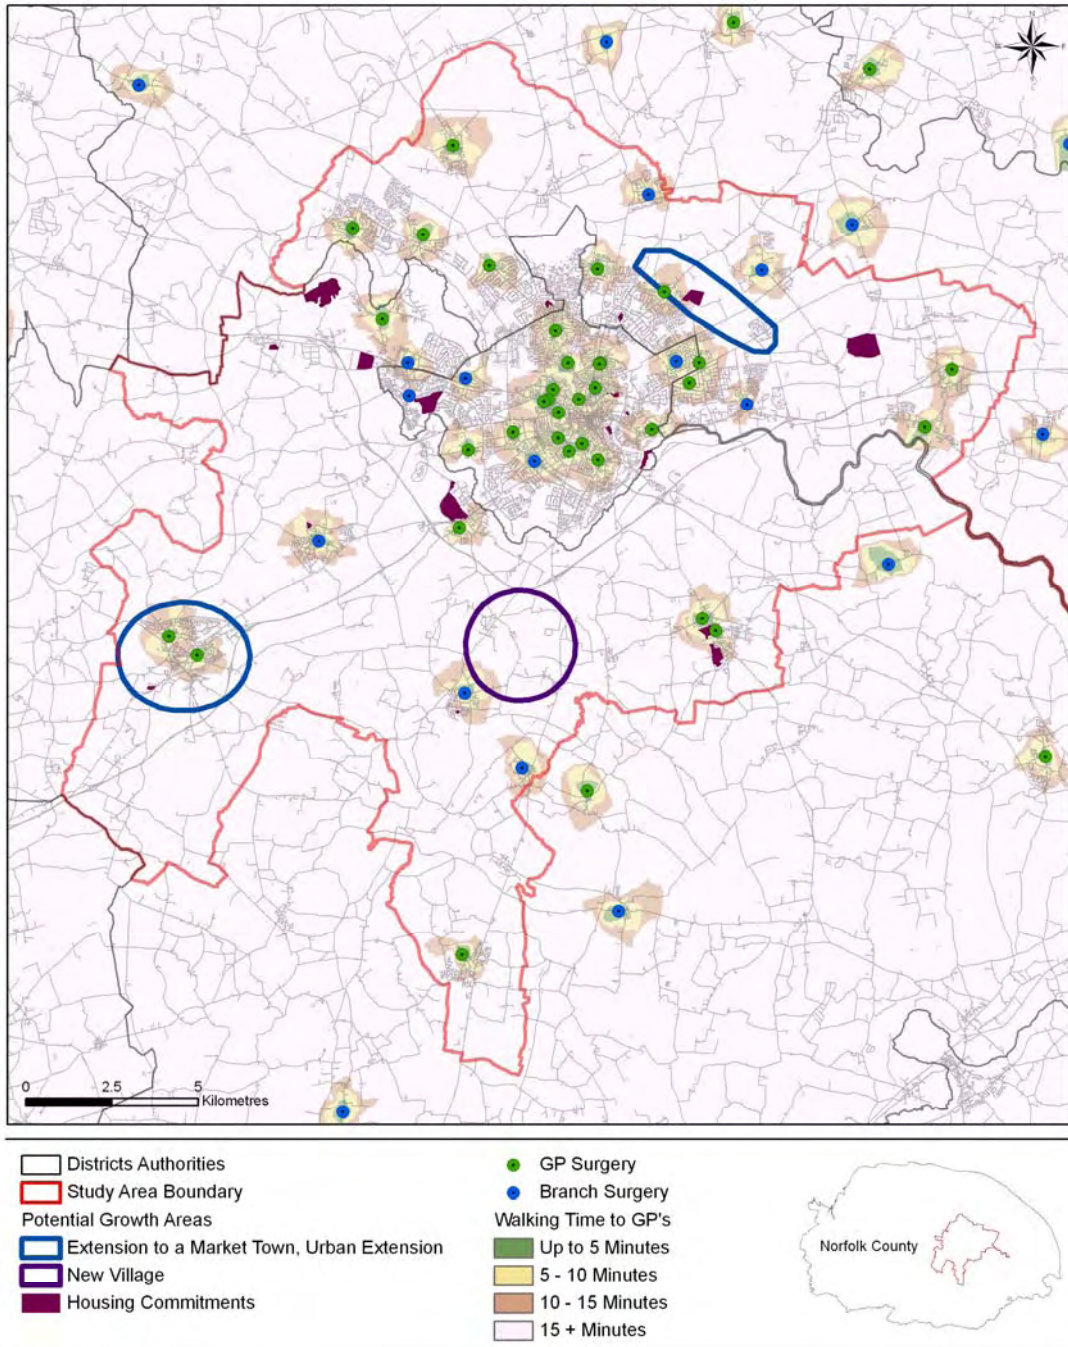 N
W E
S
0 2.5 5
Kilometres
Districts Authorities
Study Area Boundary
Potential Growth Areas
Extension to a Market Town, Urban Extension
New Village
Housing Commitments
GP Surgery
Branch Surgery
Walking Time to GP's
Up to 5 Minutes
5 - 10 Minutes
10 - 15 Minutes
15 + Minutes
Norfolk County